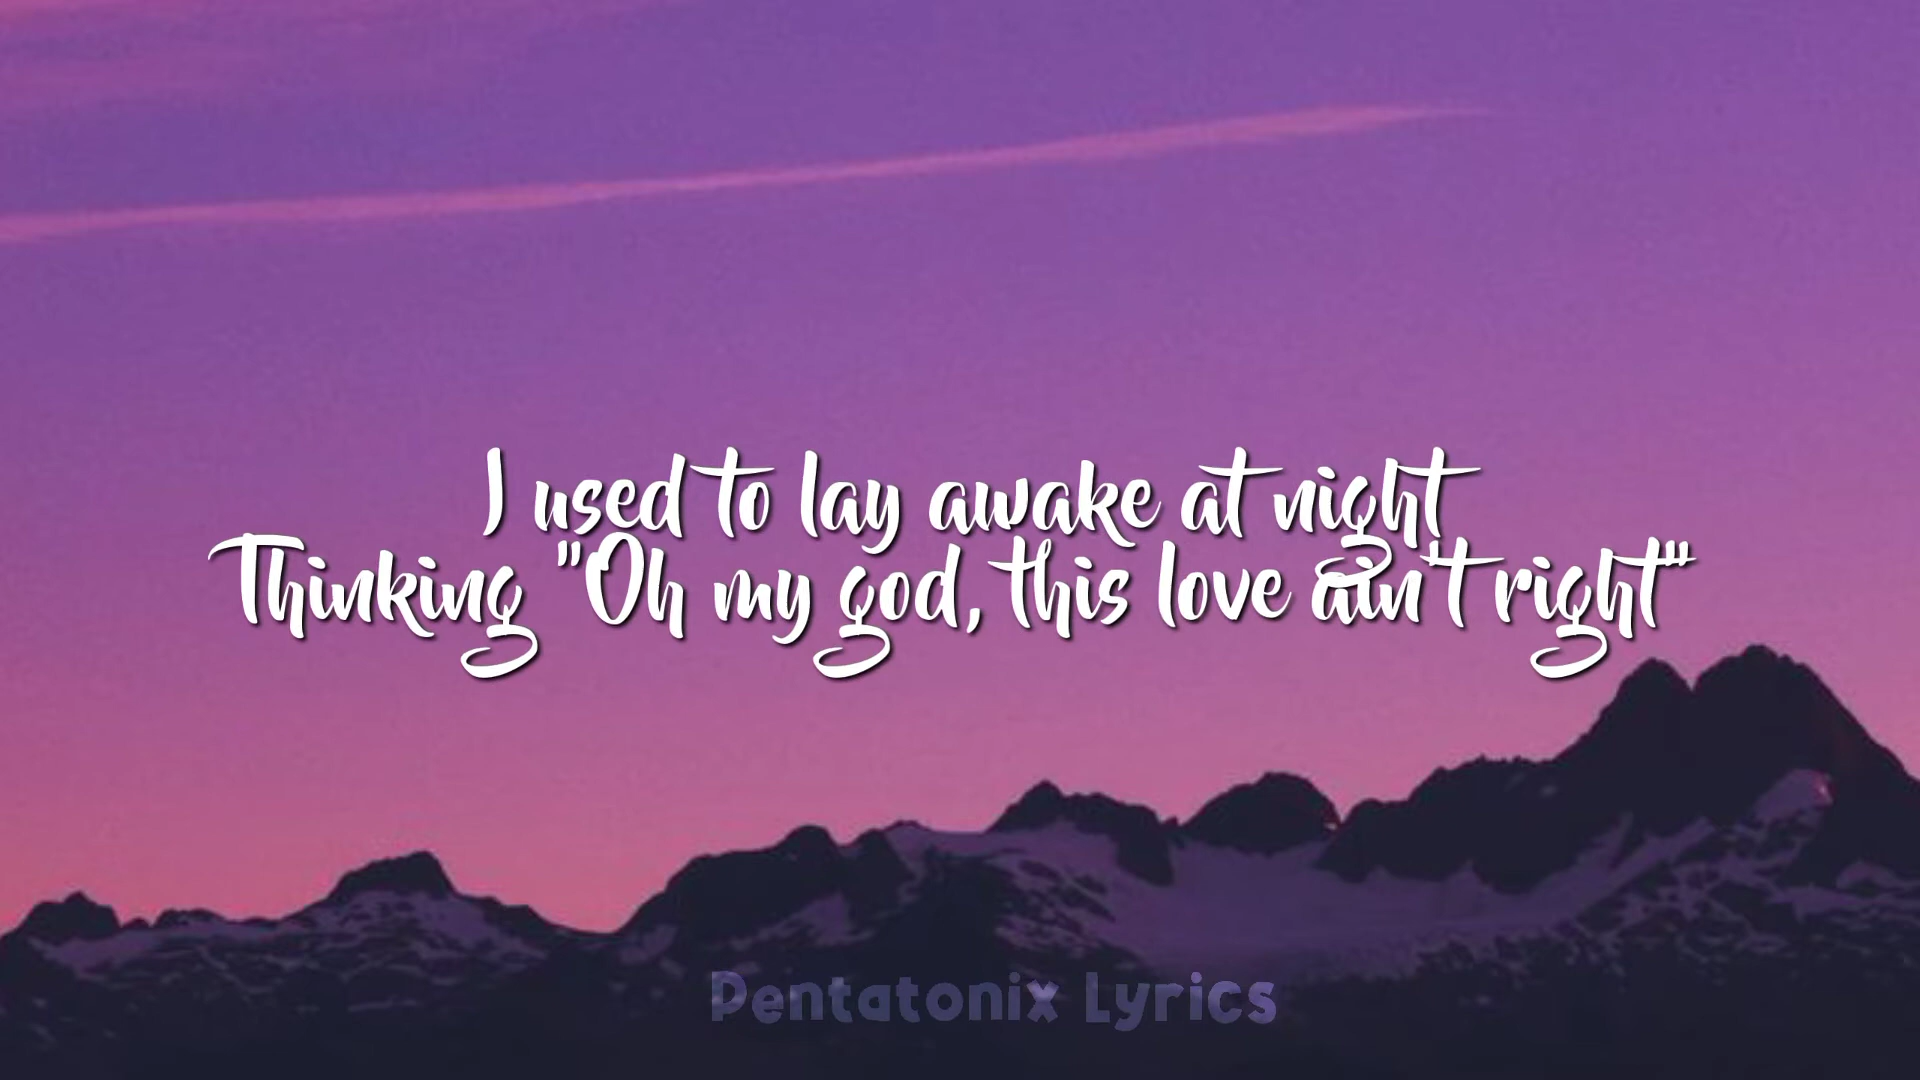 I used to lay awake at night
Thinking "Oh my god, this love ain't right"
Pentatonix Lyrics